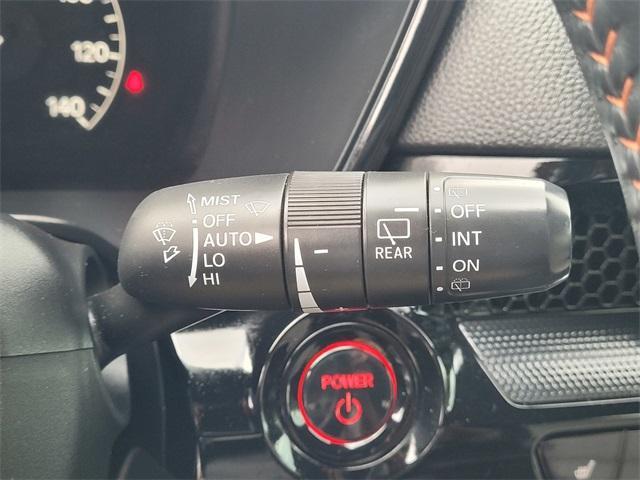 120
140
MIST
OFF
AUTO
LO
HI
REAR
OFF
INT
ON
POWER